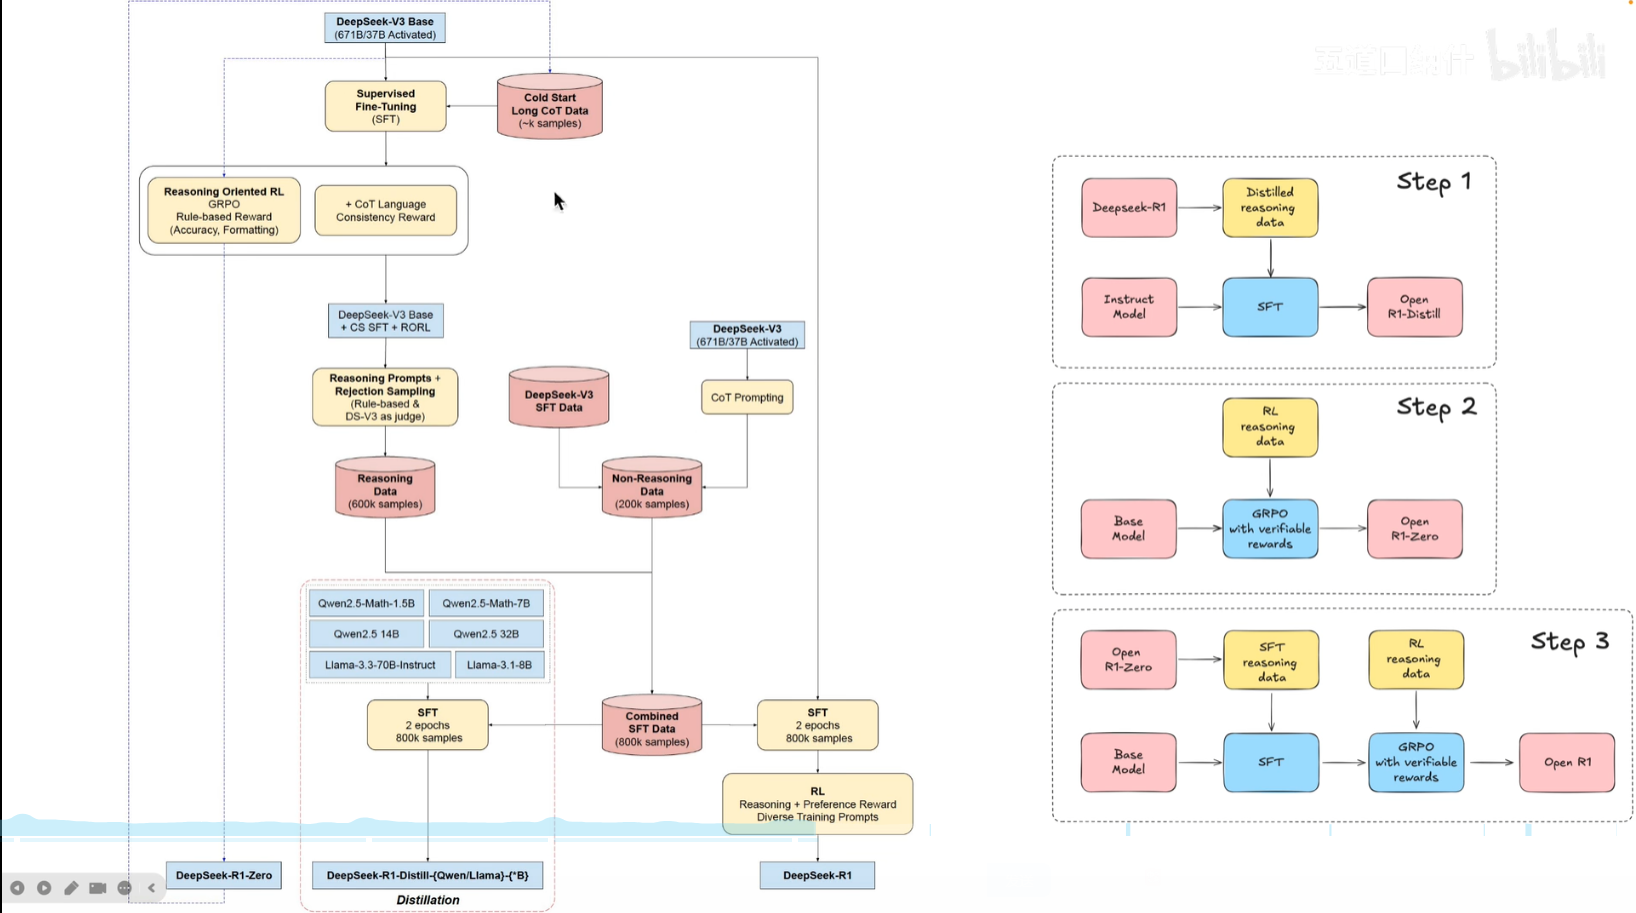 DeepSeek-V3 Base
(671B/37B Activated)
Supervised
Fine-Tuning
(SFT)
Cold Start
Long CoT Data
(~k samples)
Reasoning Oriented RL
GRPO
Rule-based Reward
(Accuracy, Formatting)
+ CoT Language
Consistency Reward
DeepSeek-V3 Base
+ CS SFT + RORL
DeepSeek-V3
(671B/37B Activated)
Reasoning Prompts +
Rejection Sampling
(Rule-based &
DS-V3 as judge)
DeepSeek-V3
SFT Data
CoT Prompting
Reasoning
Data
(600k samples)
Non-Reasoning
Data
(200k samples)
Qwen2.5-Math-1.5B
Qwen2.5-Math-7B
Qwen2.5 14B
Qwen2.5 32B
Llama-3.3-70B-Instruct
Llama-3.1-8B
SFT
2 epochs
800k samples
Combined
SFT Data
(800k samples)
SFT
2 epochs
800k samples
RL
Reasoning + Preference Reward
Diverse Training Prompts
DeepSeek-R1-Zero
DeepSeek-R1-Distill-{Qwen/Llama}-{*B}
DeepSeek-R1
Distillation
bilibili
Step 1
Deepseek-R1
Distilled
reasoning
data
Instruct
Model
SFT
Open
R1-Distill
Step 2
RL
reasoning
data
Base
Model
GRPO
with verifiable
rewards
Open
R1-Zero
Step 3
Open
R1-Zero
SFT
reasoning
data
RL
reasoning
data
Base
Model
SFT
GRPO
with verifiable
rewards
Open R1